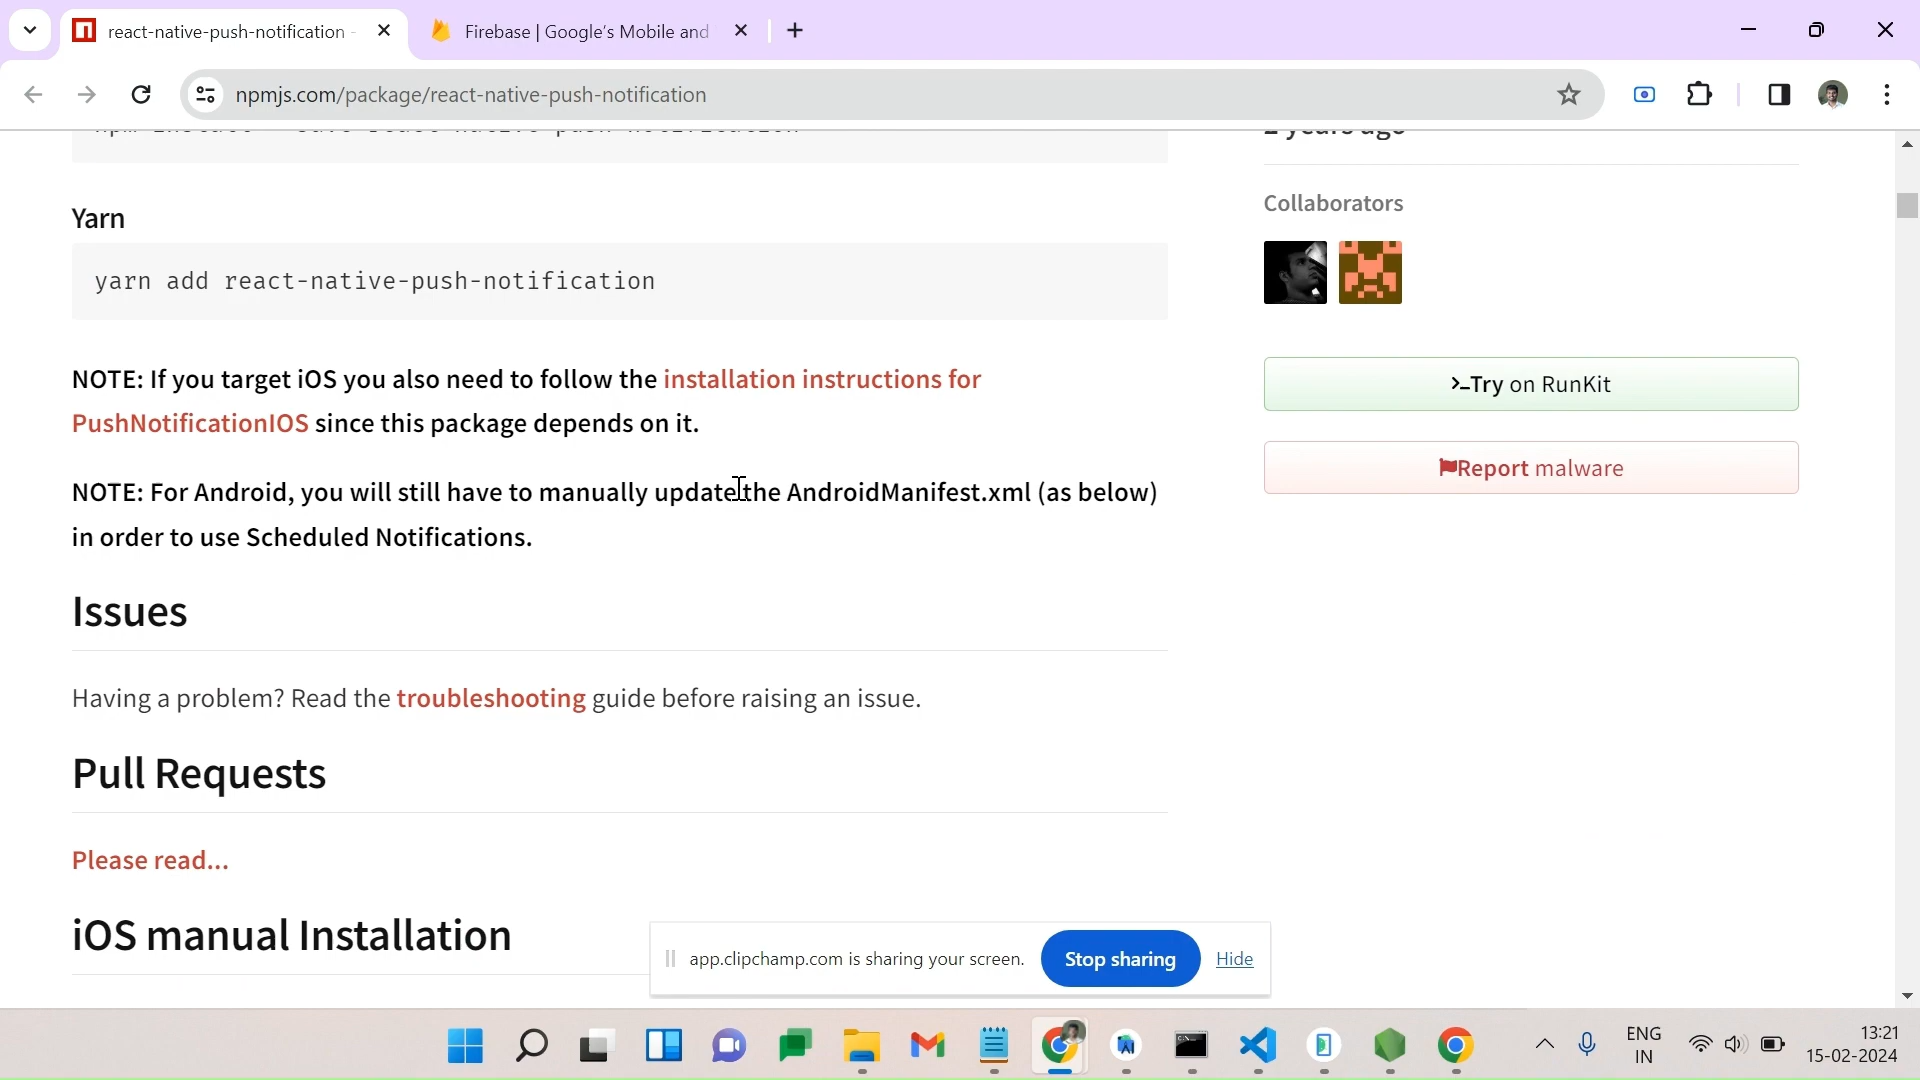 react-native-push-notification -
Firebase | Google's Mobile and
npmjs.com/package/react-native-push-notification
2 years ago
Yarn
yarn add react-native-push-notification
NOTE: If you target iOS you also need to follow the installation instructions for
PushNotificationIOS since this package depends on it.
NOTE: For Android, you will still have to manually update the AndroidManifest.xml (as below)
in order to use Scheduled Notifications.
Issues
Having a problem? Read the troubleshooting guide before raising an issue.
Pull Requests
Please read...
iOS manual Installation
Collaborators
Try on RunKit
Report malware
app.clipchamp.com is sharing your screen.
Stop sharing
Hide
ENG
IN
13:21
15-02-2024